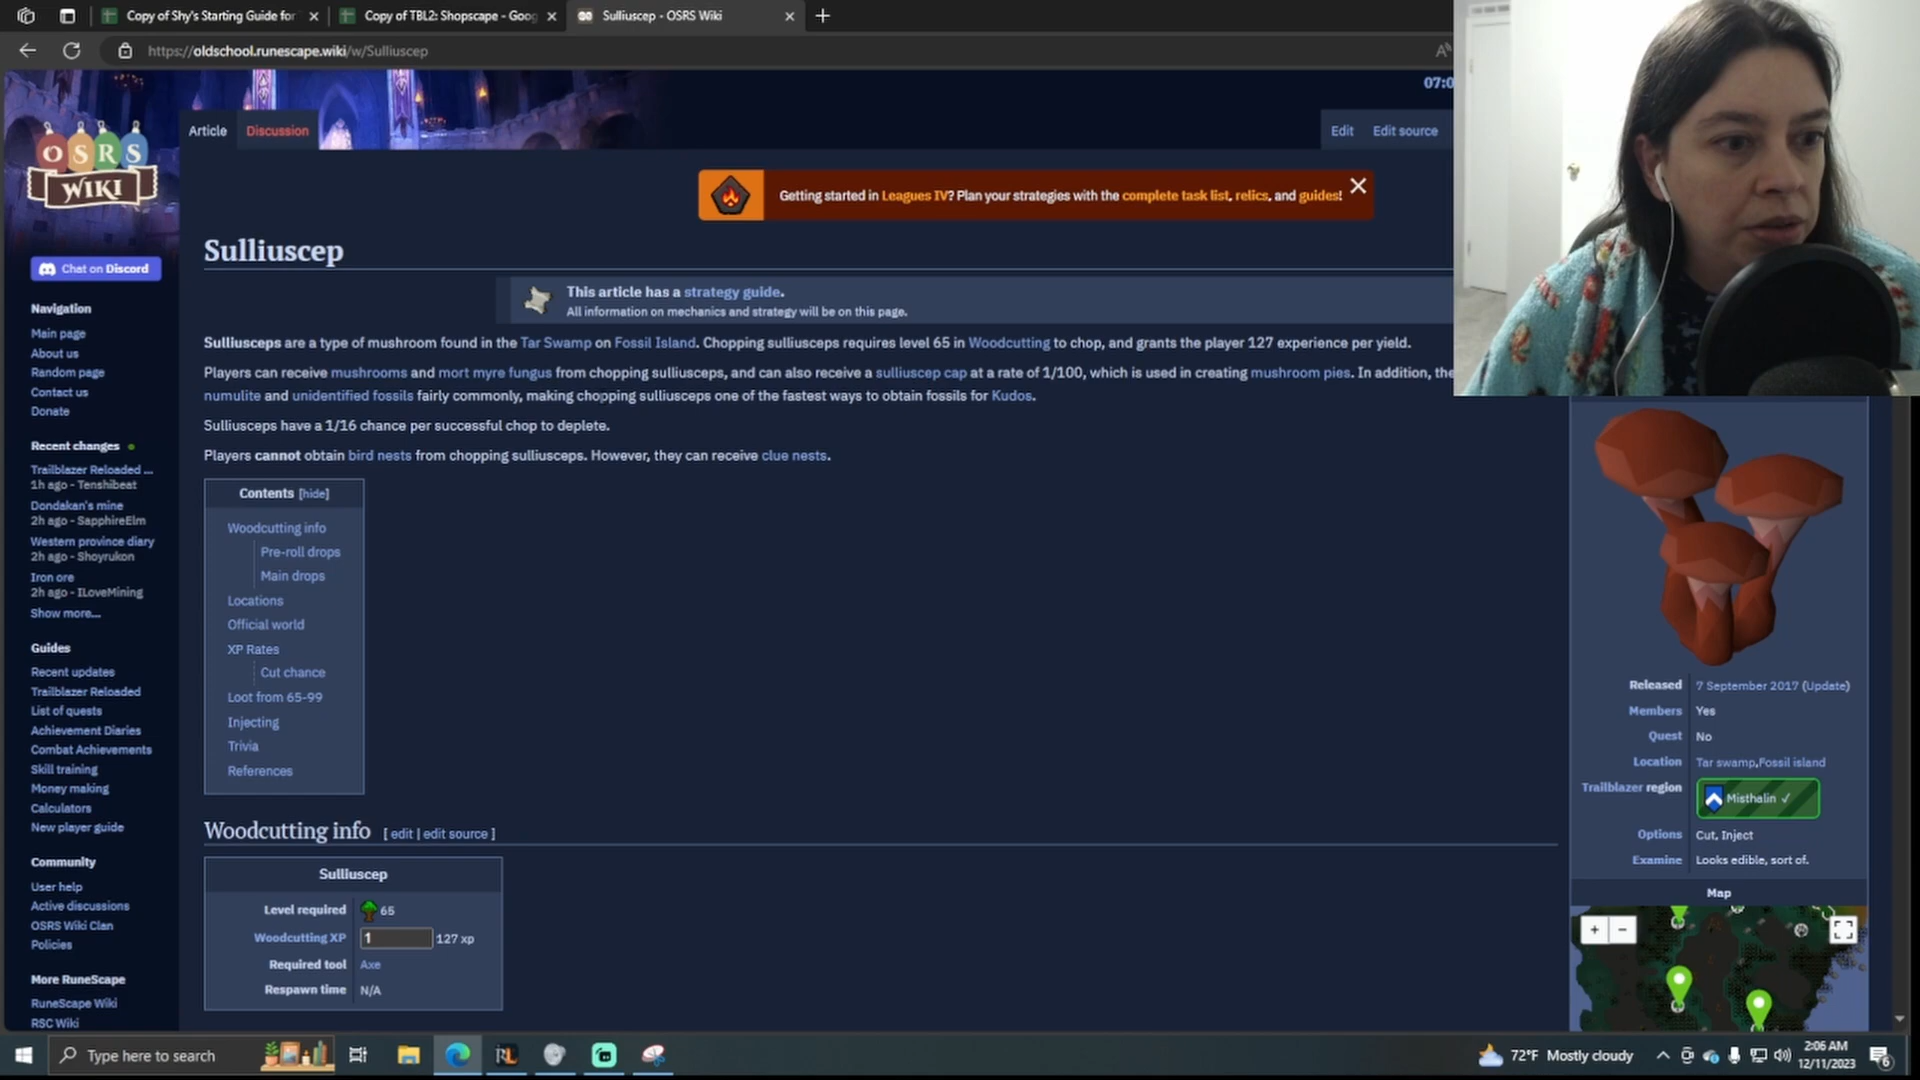 Copy of Shy's Starting Guide for
Copy of TBL2: Shopscape - Goog
Sulliuscep - OSRS Wiki
https://oldschool.runescape.wiki/w/Sulliuscep
07:0
OSRS
WIKI
Article
Discussion
Edit
Edit source
Getting started in Leagues IV? Plan your strategies with the complete task list, relics, and guides!
Sulliuscep
Chat on Discord
This article has a strategy guide.
All information on mechanics and strategy will be on this page.
Sulliusceps are a type of mushroom found in the Tar Swamp on Fossil Island. Chopping sulliusceps requires level 65 in Woodcutting to chop, and grants the player 127 experience per yield.
Players can receive mushrooms and mort myre fungus from chopping sulliusceps, and can also receive a sulliuscep cap at a rate of 1/100, which is used in creating mushroom pies. In addition, the
numulite and unidentified fossils fairly commonly, making chopping sulliusceps one of the fastest ways to obtain fossils for Kudos.
Sulliusceps have a 1/16 chance per successful chop to deplete.
Players cannot obtain bird nests from chopping sulliusceps. However, they can receive clue nests.
Navigation
Main page
About us
Random page
Contact us
Donate
Recent changes
Trailblazer Reloaded ...
1h ago - Tenshibeat
Dondakan's mine
2h ago - SapphireElm
Western province diary
2h ago - Shoyrukon
Iron ore
2h ago - ILoveMining
Show more...
Guides
Recent updates
Trailblazer Reloaded
List of quests
Achievement Diaries
Combat Achievements
Skill training
Money making
Calculators
New player guide
Community
User help
Active discussions
OSRS Wiki Clan
Policies
More RuneScape
RuneScape Wiki
RSC Wiki
Contents [hide]
Woodcutting info
Pre-roll drops
Main drops
Locations
Official world
XP Rates
Cut chance
Loot from 65-99
Injecting
Trivia
References
Woodcutting info [ edit | edit source ]
Sulliuscep
Level required 65
Woodcutting XP 1 127 xp
Required tool Axe
Respawn time N/A
Released 7 September 2017 (Update)
Members Yes
Quest No
Location Tar swamp,Fossil island
Trailblazer region Misthalin ✓
Options Cut, Inject
Examine Looks edible, sort of.
Map
+ −
Type here to search
72°F Mostly cloudy
2:06 AM
12/11/2023
6